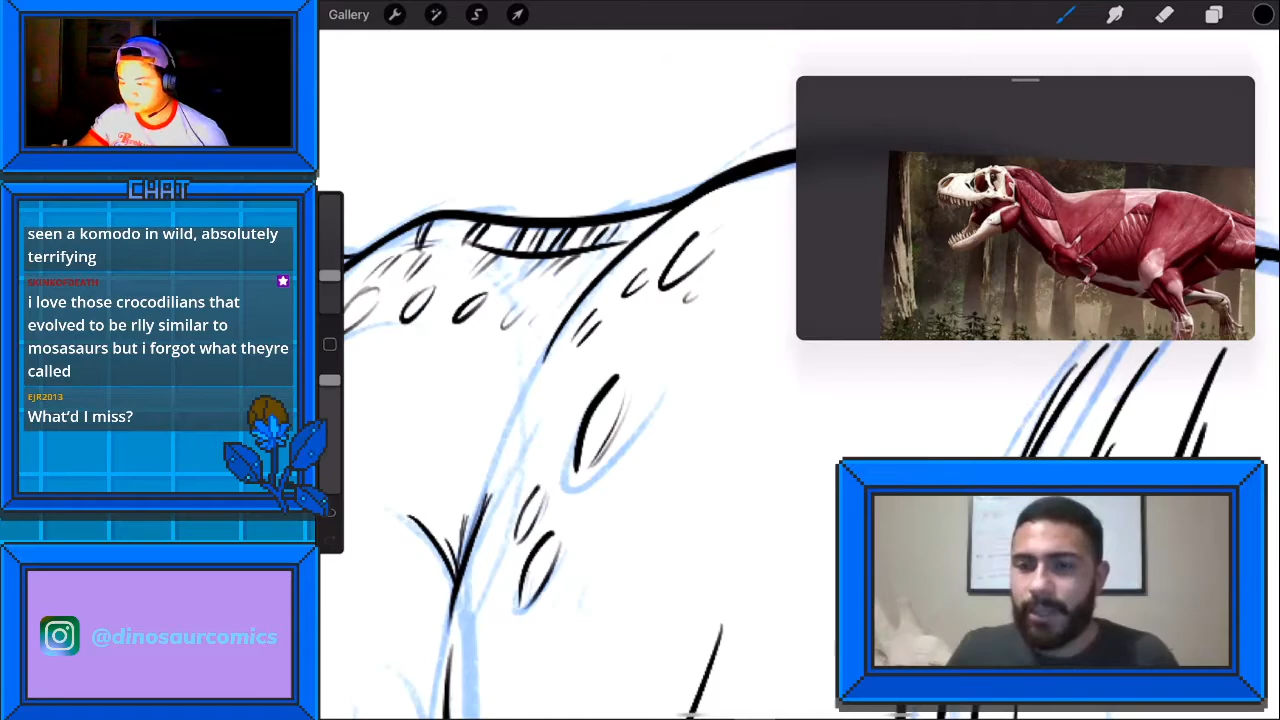 Gallery
CHAT
seen a komodo in wild, absolutely
terrifying
SKINKOFDEATH
i love those crocodilians that
evolved to be rlly similar to
mosasaurs but i forgot what theyre
called
EJR2013
What'd I miss?
@dinosaurcomics